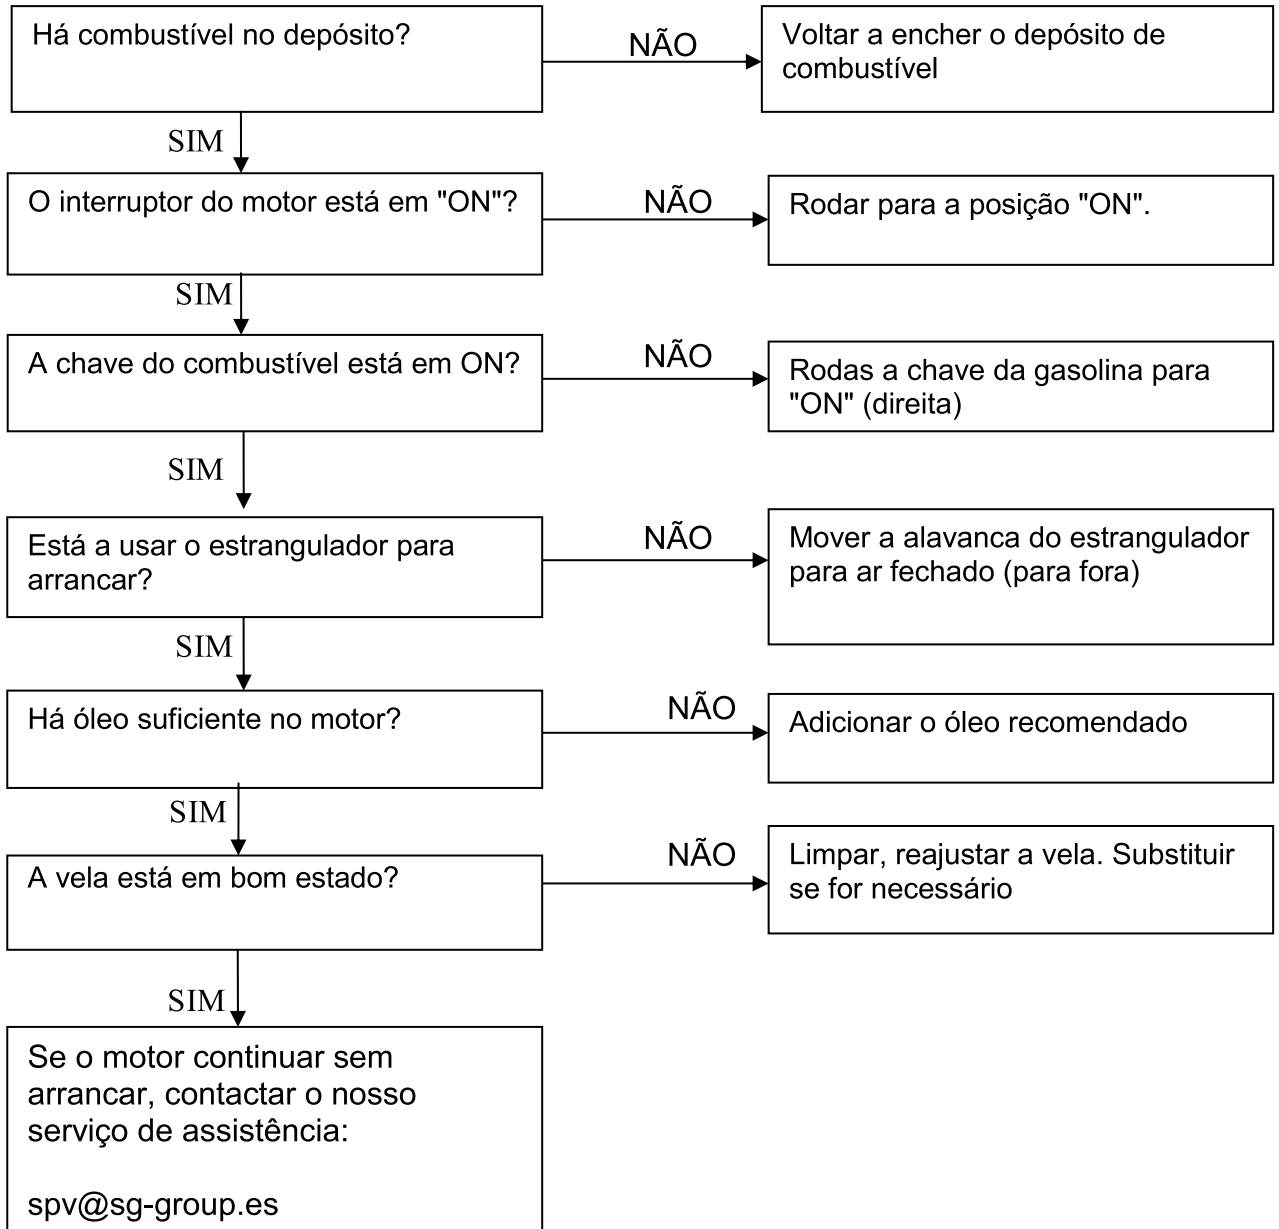 Há combustível no depósito?
NÃO
Voltar a encher o depósito de
combustível
SIM
O interruptor do motor está em "ON"?
NÃO
Rodar para a posição "ON".
SIM
A chave do combustível está em ON?
NÃO
Rodas a chave da gasolina para
"ON" (direita)
SIM
Está a usar o estrangulador para
arrancar?
NÃO
Mover a alavanca do estrangulador
para ar fechado (para fora)
SIM
Há óleo suficiente no motor?
NÃO
Adicionar o óleo recomendado
SIM
A vela está em bom estado?
NÃO
Limpar, reajustar a vela. Substituir
se for necessário
SIM
Se o motor continuar sem
arrancar, contactar o nosso
serviço de assistência:
spv@sg-group.es